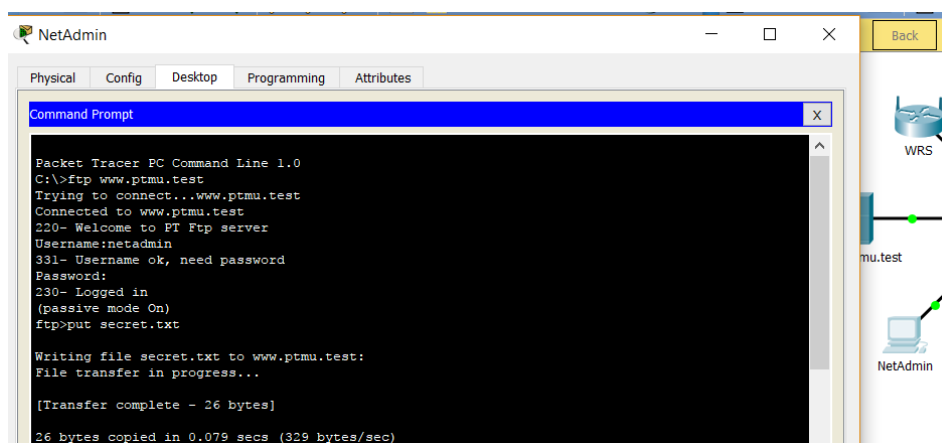 NetAdmin
Back
Physical Config Desktop Programming Attributes
Command Prompt
X
Packet Tracer PC Command Line 1.0
C:\>ftp www.ptmu.test
Trying to connect...www.ptmu.test
Connected to www.ptmu.test
220- Welcome to PT Ftp server
Username:netadmin
331- Username ok, need password
Password:
230- Logged in
(passive mode On)
ftp>put secret.txt
Writing file secret.txt to www.ptmu.test:
File transfer in progress...
[Transfer complete - 26 bytes]
26 bytes copied in 0.079 secs (329 bytes/sec)
WRS
mu.test
NetAdmin